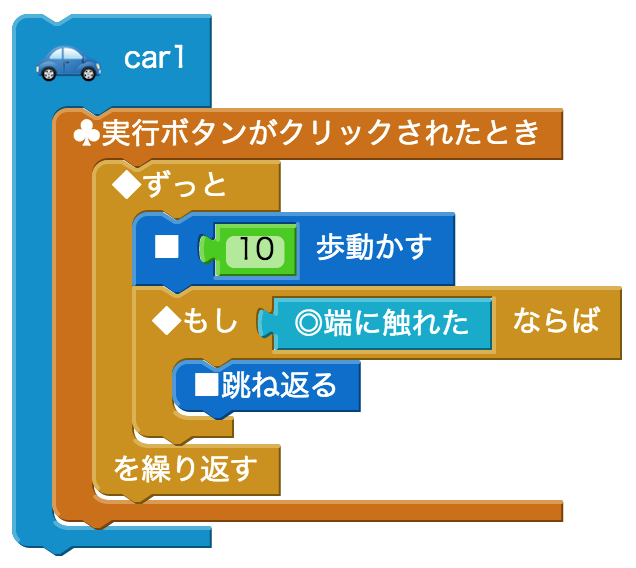 car1
♣実行ボタンがクリックされたとき
◆ずっと
■ 10 歩動かす
◆もし ◎端に触れた ならば
■跳ね返る
を繰り返す